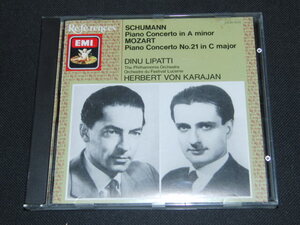 References
EMI
SCHUMANN
Piano Concerto in A minor
MOZART
Piano Concerto No.21 in C major
DINU LIPATTI
The Philharmonia Orchestra
Orchestre du Festival Lucerne
HERBERT VON KARAJAN